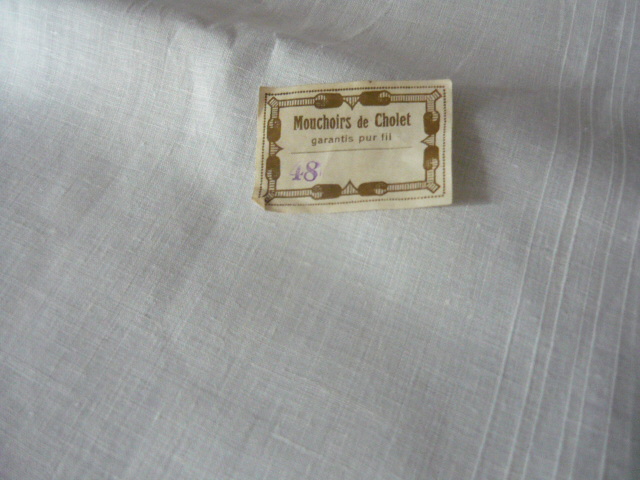 Mouchoirs de Cholet
garantis pur fil
48